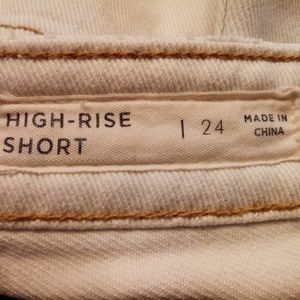 HIGH-RISE
SHORT
| 24
MADE IN
CHINA